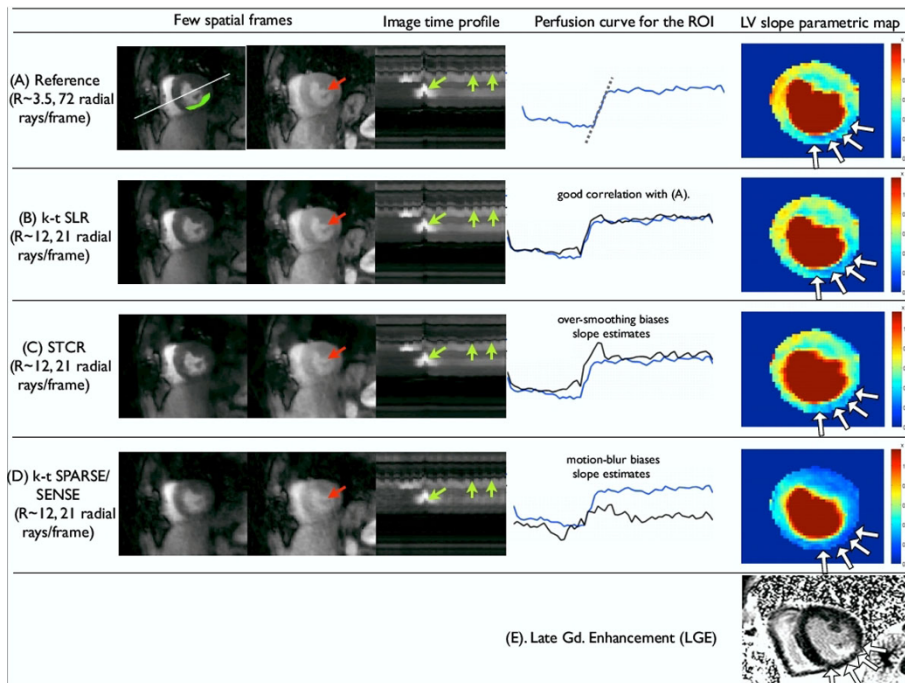 Few spatial frames
Image time profile
Perfusion curve for the ROI
LV slope parametric map
(A) Reference
(R~3.5, 72 radial
rays/frame)
(B) k-t SLR
(R~12, 21 radial
rays/frame)
good correlation with (A).
(C) STCR
(R~12, 21 radial
rays/frame)
over-smoothing biases
slope estimates
(D) k-t SPARSE/
SENSE
(R~12, 21 radial
rays/frame)
motion-blur biases
slope estimates
(E). Late Gd. Enhancement (LGE)